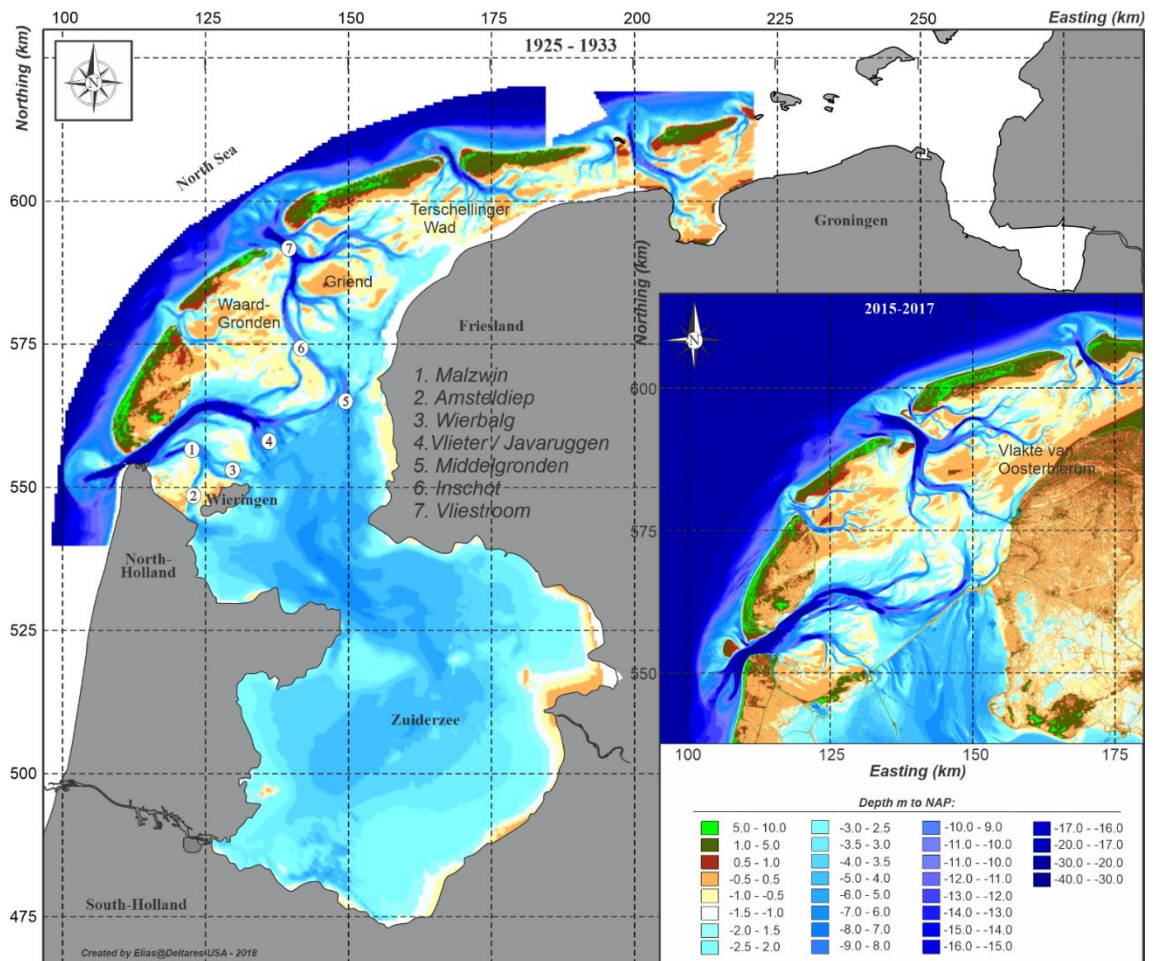 100 125 150 175 200 225 250 Easting (km)
Northing (km)
1925 - 1933
N
North Sea
600
575
550
525
500
475
Terschellinger
Wad
Groningen
7
Griend
Waard-
Gronden
Friesland
6
5
4
1
3
2
Wieringen
1. Malzwin
2. Amsteldiep
3. Wierbalg
4. Vlieter / Javaruggen
5. Middelgronden
6. Inschot
7. Vliestroom
North-
Holland
Zuiderzee
South-Holland
Created by Elias@Deltares-USA - 2018
Northing (km)
2015-2017
N
600
575
550
Vlakte van
Oosterbierum
100 125 150 175
Easting (km)
Depth m to NAP:
5.0 - 10.0
1.0 - 5.0
0.5 - 1.0
-0.5 - 0.5
-1.0 - -0.5
-1.5 - -1.0
-2.0 - 1.5
-2.5 - 2.0
-3.0 - 2.5
-3.5 - 3.0
-4.0 - 3.5
-5.0 - 4.0
-6.0 - 5.0
-7.0 - 6.0
-8.0 - 7.0
-9.0 - 8.0
-10.0 - 9.0
-11.0 - -10.0
-11.0 - -10.0
-12.0 - -11.0
-13.0 - -12.0
-14.0 - -13.0
-15.0 - -14.0
-16.0 - -15.0
-17.0 - -16.0
-20.0 - -17.0
-30.0 - -20.0
-40.0 - -30.0